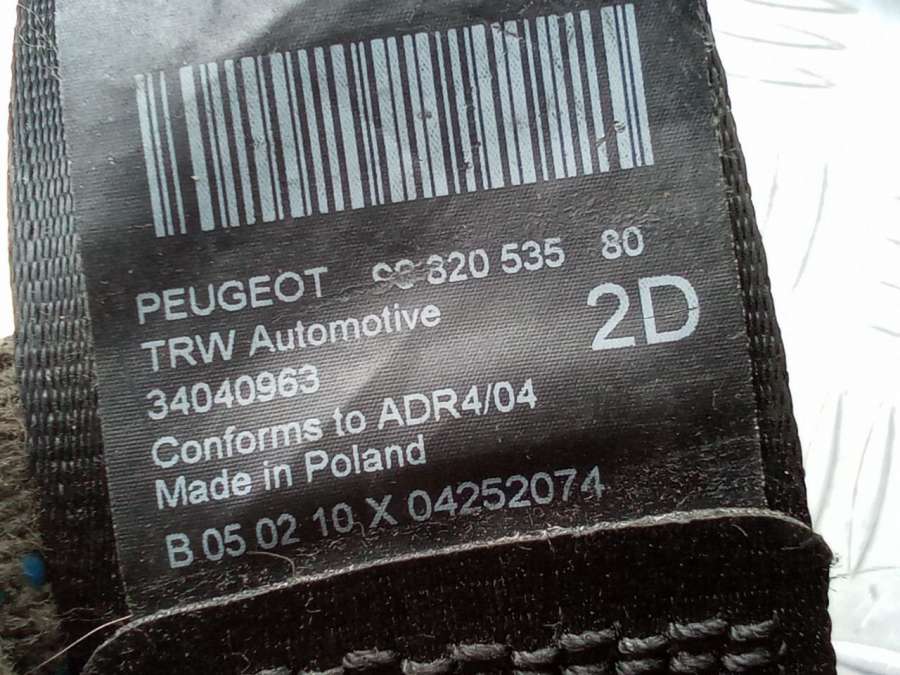 PEUGEOT 820 535 80
2D
TRW Automotive
34040963
Conforms to ADR4/04
Made in Poland
B 05 02 10 X 04252074